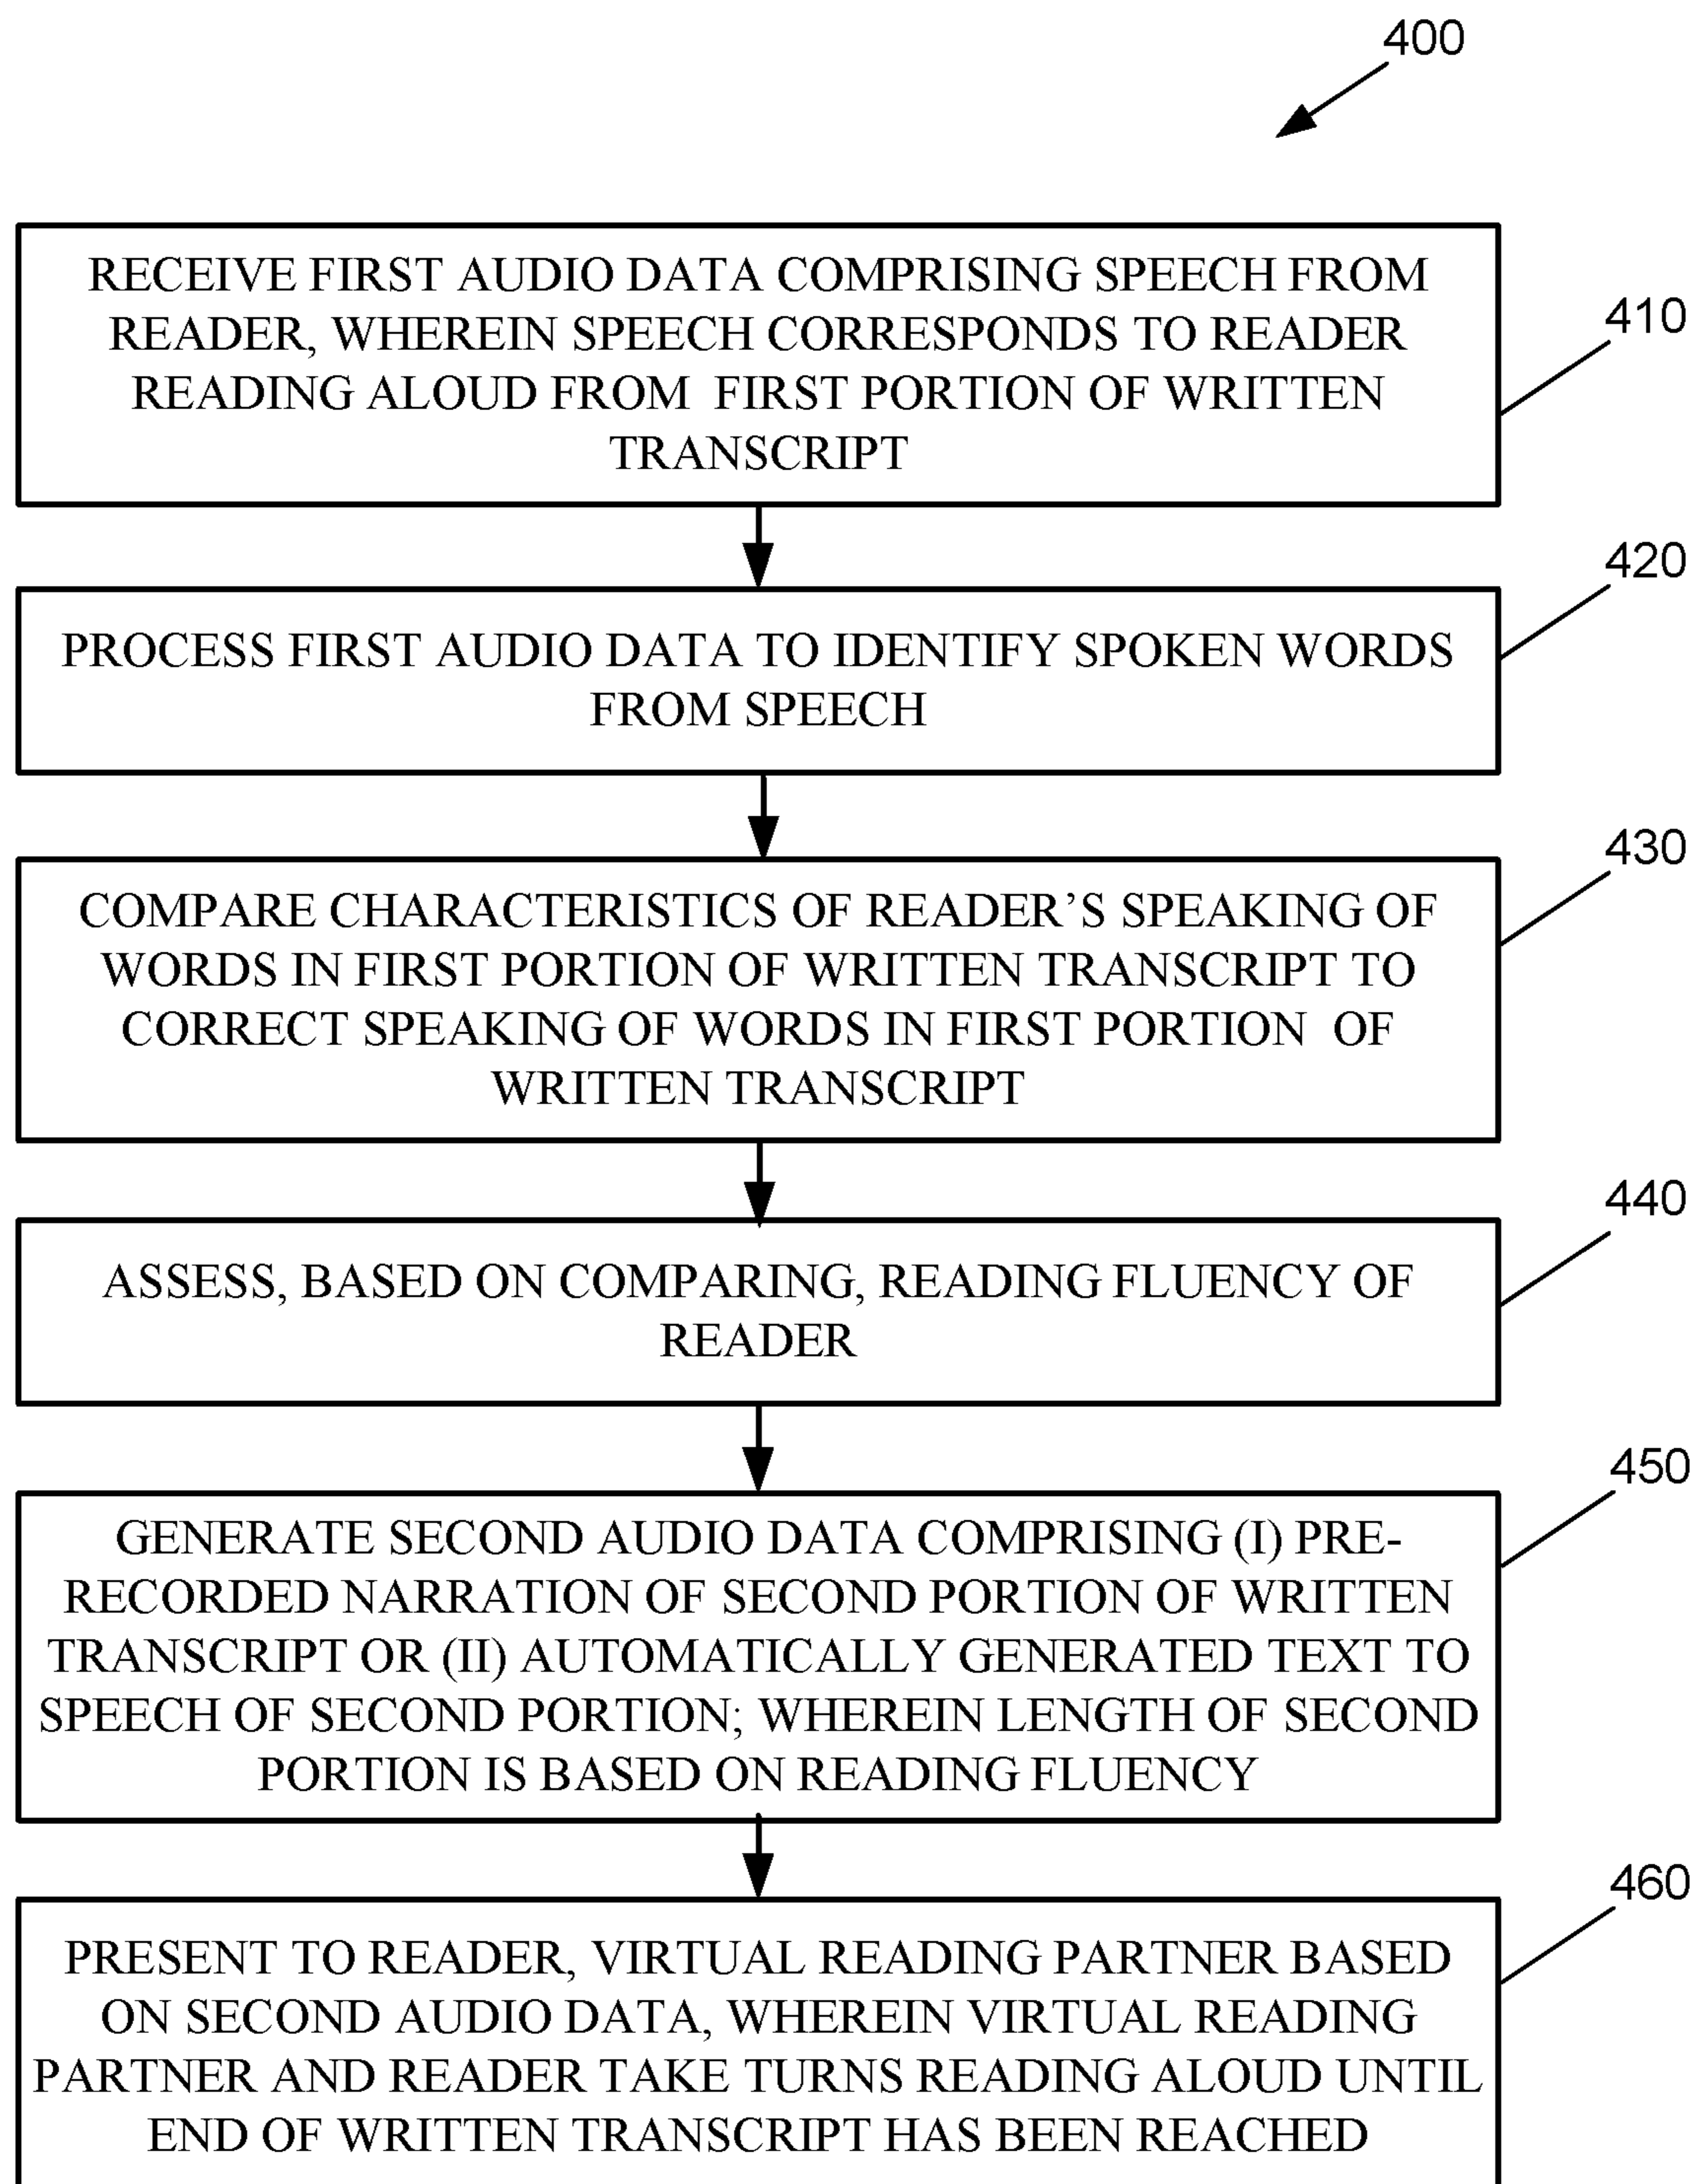 400
RECEIVE FIRST AUDIO DATA COMPRISING SPEECH FROM
READER, WHEREIN SPEECH CORRESPONDS TO READER
READING ALOUD FROM FIRST PORTION OF WRITTEN
TRANSCRIPT
410
PROCESS FIRST AUDIO DATA TO IDENTIFY SPOKEN WORDS
FROM SPEECH
420
COMPARE CHARACTERISTICS OF READER’S SPEAKING OF
WORDS IN FIRST PORTION OF WRITTEN TRANSCRIPT TO
CORRECT SPEAKING OF WORDS IN FIRST PORTION OF
WRITTEN TRANSCRIPT
430
ASSESS, BASED ON COMPARING, READING FLUENCY OF
READER
440
GENERATE SECOND AUDIO DATA COMPRISING (I) PRE-
RECORDED NARRATION OF SECOND PORTION OF WRITTEN
TRANSCRIPT OR (II) AUTOMATICALLY GENERATED TEXT TO
SPEECH OF SECOND PORTION; WHEREIN LENGTH OF SECOND
PORTION IS BASED ON READING FLUENCY
450
PRESENT TO READER, VIRTUAL READING PARTNER BASED
ON SECOND AUDIO DATA, WHEREIN VIRTUAL READING
PARTNER AND READER TAKE TURNS READING ALOUD UNTIL
END OF WRITTEN TRANSCRIPT HAS BEEN REACHED
460